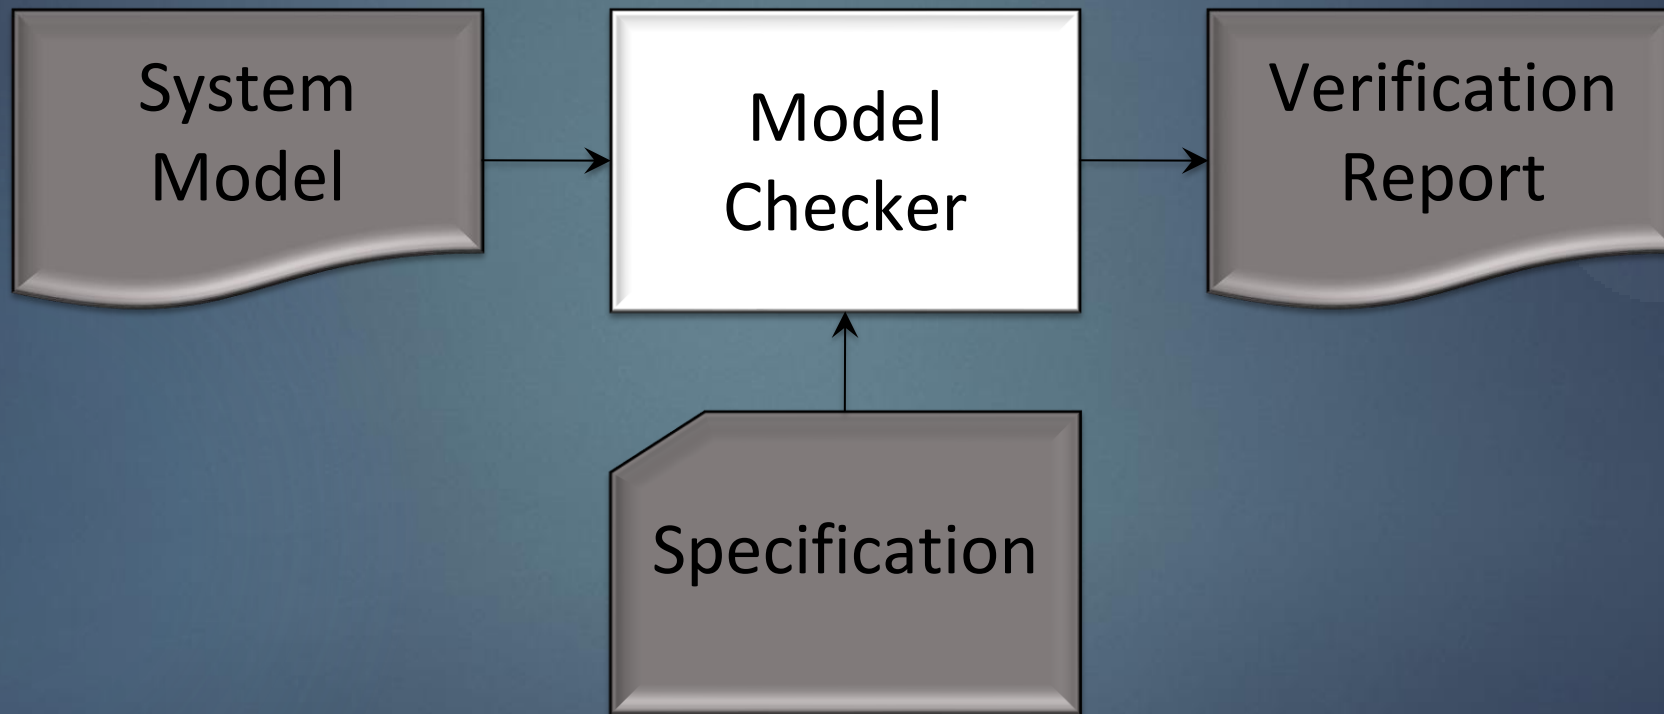 System
Model
Model
Checker
Verification
Report
Specification